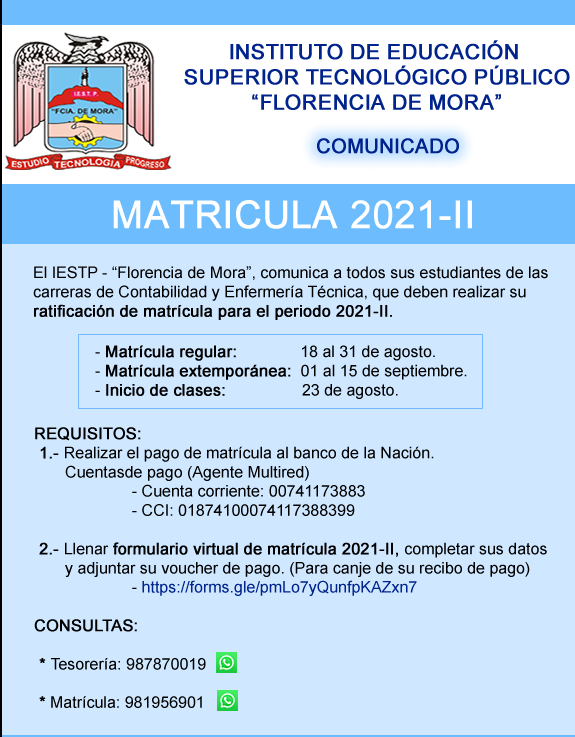 INSTITUTO DE EDUCACIÓN
SUPERIOR TECNOLÓGICO PÚBLICO
“FLORENCIA DE MORA”
COMUNICADO
I.E.S.T. P.
"FCIA. DE MORA"
ESTUDIO TECNOLOGIA PROGRESO
MATRICULA 2021-II
El IESTP - “Florencia de Mora”, comunica a todos sus estudiantes de las
carreras de Contabilidad y Enfermería Técnica, que deben realizar su
ratificación de matrícula para el periodo 2021-II.
- Matrícula regular: 18 al 31 de agosto.
- Matrícula extemporánea: 01 al 15 de septiembre.
- Inicio de clases: 23 de agosto.
REQUISITOS:
1.- Realizar el pago de matrícula al banco de la Nación.
Cuentasde pago (Agente Multired)
- Cuenta corriente: 00741173883
- CCI: 01874100074117388399
2.- Llenar formulario virtual de matrícula 2021-II, completar sus datos
y adjuntar su voucher de pago. (Para canje de su recibo de pago)
- https://forms.gle/pmLo7yQunfpKAZxn7
CONSULTAS:
* Tesorería: 987870019
* Matrícula: 981956901